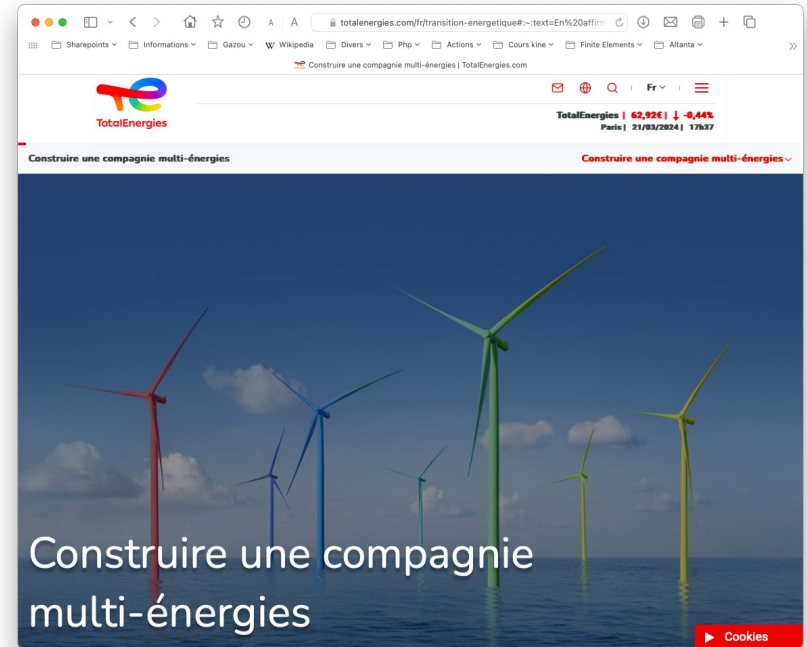 A A totalenergies.com/fr/transition-energetique#:~:text=En%20affirm
Sharepoints Informations Gazou W Wikipedia Divers Php Actions Cours kine Finite Elements Altanta
Construire une compagnie multi-énergies | TotalEnergies.com
TotalEnergies
Fr
TotalEnergies | 62,92€ | ↓ -0,44%
Paris | 21/03/2024 | 17h37
Construire une compagnie multi-énergies
Construire une compagnie multi-énergies
Construire une compagnie
multi-énergies
Cookies